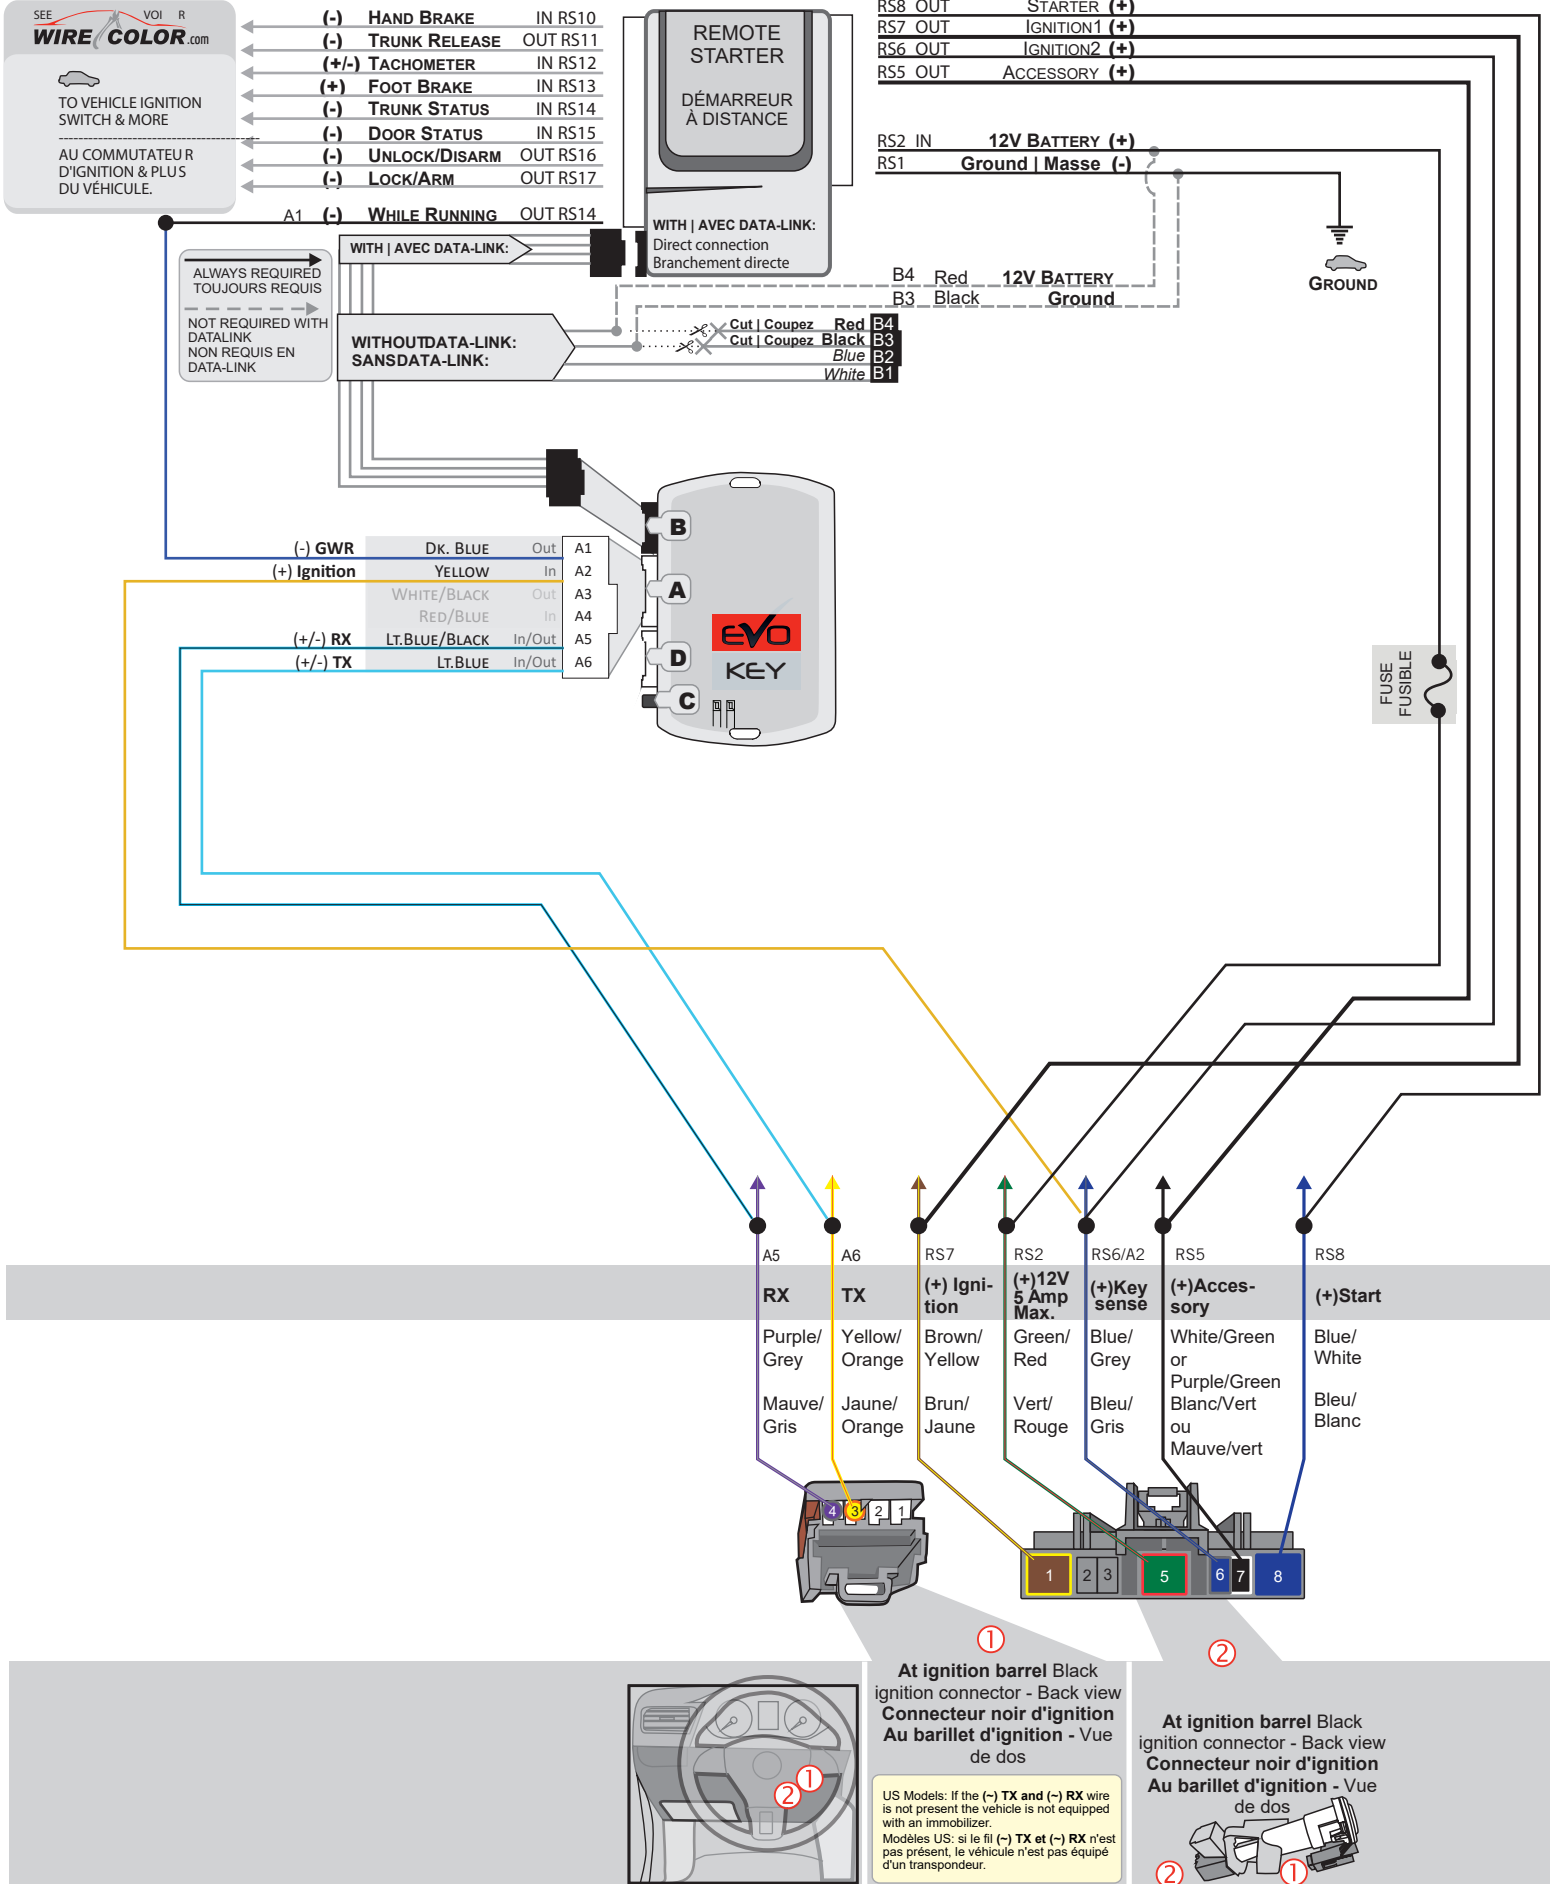 SEE VOI R
WIRE COLOR.com
TO VEHICLE IGNITION
SWITCH & MORE
AU COMMUTATEU R
D'IGNITION & PLUS
DU VÉHICULE.
(-) HAND BRAKE IN RS10
(-) TRUNK RELEASE OUT RS11
(+/-) TACHOMETER IN RS12
(+) FOOT BRAKE IN RS13
(-) TRUNK STATUS IN RS14
(-) DOOR STATUS IN RS15
(-) UNLOCK/DISARM OUT RS16
(-) LOCK/ARM OUT RS17
A1 (-) WHILE RUNNING OUT RS14
REMOTE
STARTER
DÉMARREUR
À DISTANCE
WITH | AVEC DATA-LINK:
Direct connection
Branchement directe
RS8 OUT STARTER (+)
RS7 OUT IGNITION1 (+)
RS6 OUT IGNITION2 (+)
RS5 OUT ACCESSORY (+)
RS2 IN 12V BATTERY (+)
RS1 Ground | Masse (-)
GROUND
WITH | AVEC DATA-LINK:
ALWAYS REQUIRED
TOUJOURS REQUIS
NOT REQUIRED WITH
DATALINK
NON REQUIS EN
DATA-LINK
B4 Red 12V BATTERY
B3 Black Ground
WITHOUTDATA-LINK:
SANSDATA-LINK:
Cut | Coupez Red B4
Cut | Coupez Black B3
Blue B2
White B1
(-) GWR DK. BLUE Out A1
(+) Ignition YELLOW In A2
WHITE/BLACK Out A3
RED/BLUE In A4
(+/-) RX LT.BLUE/BLACK In/Out A5
(+/-) TX LT.BLUE In/Out A6
B
A
D
C
EVO
KEY
FUSE
FUSIBLE
A5 A6 RS7 RS2 RS6/A2 RS5 RS8
RX
TX
(+) Igni-
tion
(+)12V
5 Amp
Max.
(+)Key
sense
(+)Acces-
sory
(+)Start
Purple/
Grey
Mauve/
Gris
Yellow/
Orange
Jaune/
Orange
Brown/
Yellow
Brun/
Jaune
Green/
Red
Vert/
Rouge
Blue/
Grey
Bleu/
Gris
White/Green
or
Purple/Green
Blanc/Vert
ou
Mauve/vert
Blue/
White
Bleu/
Blanc
4 3 2 1
1 2 3 5 6 7 8
1
2
At ignition barrel Black
ignition connector - Back view
Connecteur noir d'ignition
Au barillet d'ignition - Vue
de dos
US Models: If the (~) TX and (~) RX wire
is not present the vehicle is not equipped
with an immobilizer.
Modèles US: si le fil (~) TX et (~) RX n'est
pas présent, le véhicule n'est pas équipé
d'un transpondeur.
At ignition barrel Black
ignition connector - Back view
Connecteur noir d'ignition
Au barillet d'ignition - Vue
de dos
1
2
2
1